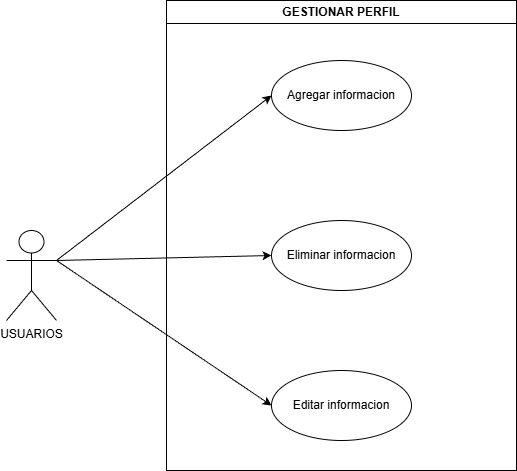 GESTIONAR PERFIL
Agregar informacion
Eliminar informacion
USUARIOS
Editar informacion